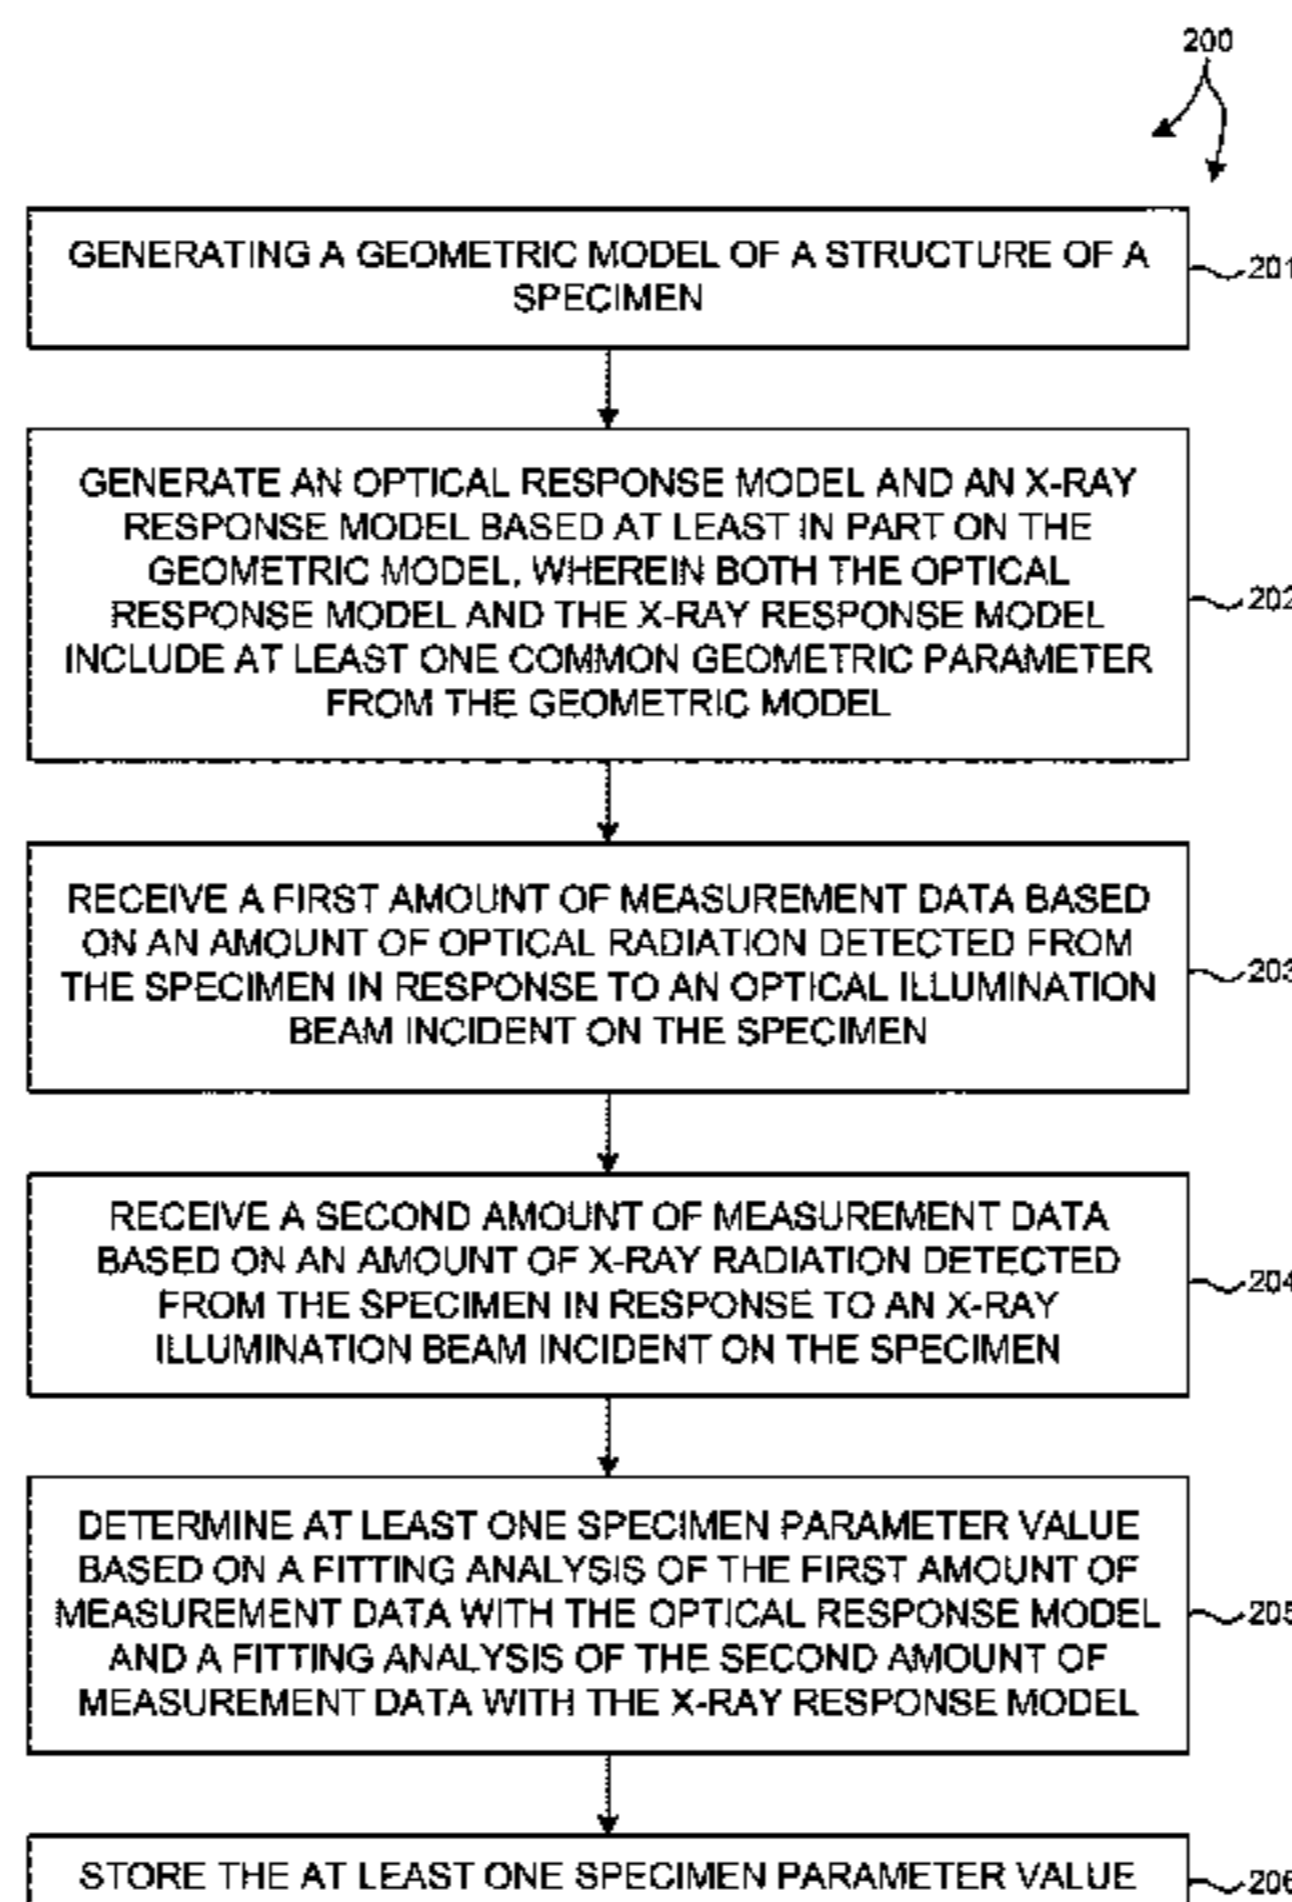 200
GENERATING A GEOMETRIC MODEL OF A STRUCTURE OF A
SPECIMEN
201
GENERATE AN OPTICAL RESPONSE MODEL AND AN X-RAY
RESPONSE MODEL BASED AT LEAST IN PART ON THE
GEOMETRIC MODEL, WHEREIN BOTH THE OPTICAL
RESPONSE MODEL AND THE X-RAY RESPONSE MODEL
INCLUDE AT LEAST ONE COMMON GEOMETRIC PARAMETER
FROM THE GEOMETRIC MODEL
202
RECEIVE A FIRST AMOUNT OF MEASUREMENT DATA BASED
ON AN AMOUNT OF OPTICAL RADIATION DETECTED FROM
THE SPECIMEN IN RESPONSE TO AN OPTICAL ILLUMINATION
BEAM INCIDENT ON THE SPECIMEN
203
RECEIVE A SECOND AMOUNT OF MEASUREMENT DATA
BASED ON AN AMOUNT OF X-RAY RADIATION DETECTED
FROM THE SPECIMEN IN RESPONSE TO AN X-RAY
ILLUMINATION BEAM INCIDENT ON THE SPECIMEN
204
DETERMINE AT LEAST ONE SPECIMEN PARAMETER VALUE
BASED ON A FITTING ANALYSIS OF THE FIRST AMOUNT OF
MEASUREMENT DATA WITH THE OPTICAL RESPONSE MODEL
AND A FITTING ANALYSIS OF THE SECOND AMOUNT OF
MEASUREMENT DATA WITH THE X-RAY RESPONSE MODEL
205
STORE THE AT LEAST ONE SPECIMEN PARAMETER VALUE
206